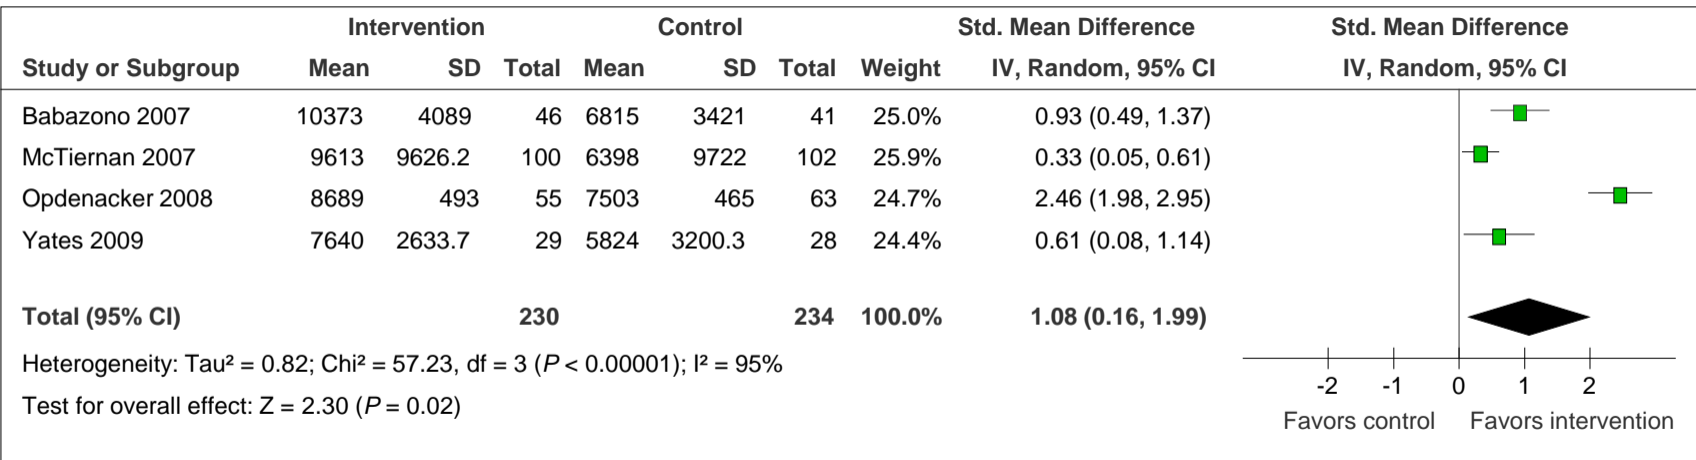 Intervention Control Std. Mean Difference Std. Mean Difference
Study or Subgroup Mean SD Total Mean SD Total Weight IV, Random, 95% CI IV, Random, 95% CI
Babazono 2007 10373 4089 46 6815 3421 41 25.0% 0.93 (0.49, 1.37)
McTiernan 2007 9613 9626.2 100 6398 9722 102 25.9% 0.33 (0.05, 0.61)
Opdenacker 2008 8689 493 55 7503 465 63 24.7% 2.46 (1.98, 2.95)
Yates 2009 7640 2633.7 29 5824 3200.3 28 24.4% 0.61 (0.08, 1.14)
Total (95% CI) 230 234 100.0% 1.08 (0.16, 1.99)
Heterogeneity: Tau² = 0.82; Chi² = 57.23, df = 3 (P < 0.00001); I² = 95%
Test for overall effect: Z = 2.30 (P = 0.02)
-2 -1 0 1 2
Favors control Favors intervention